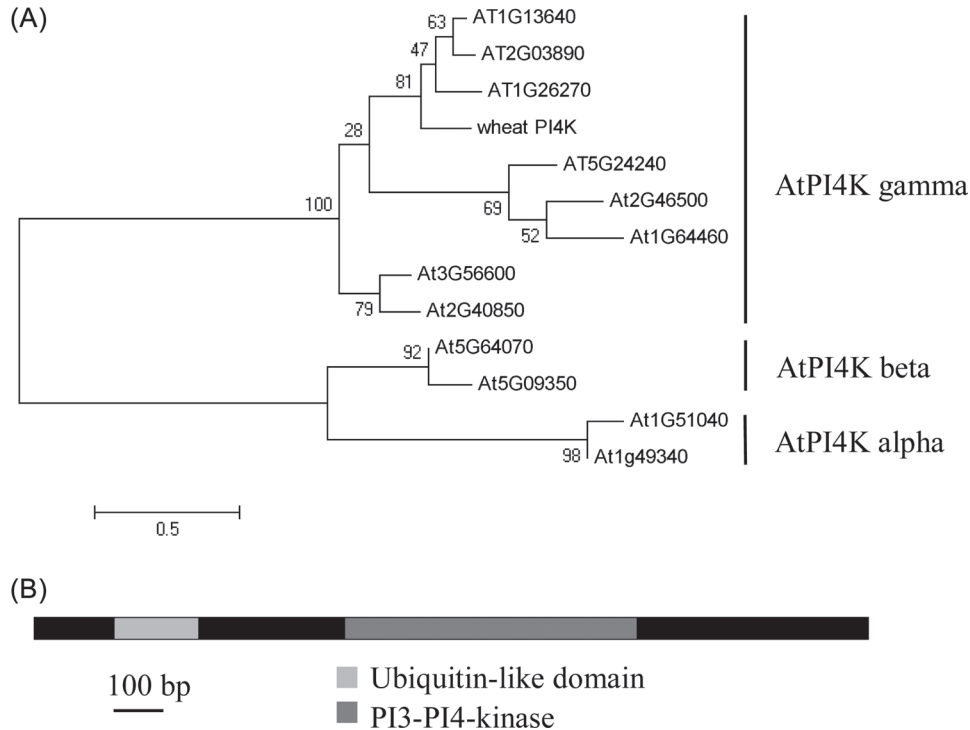 (A)
63
AT1G13640
47
AT2G03890
81
AT1G26270
28
wheat PI4K
AT5G24240
AtPI4K gamma
100
69
At2G46500
52
At1G64460
At3G56600
79
At2G40850
92
At5G64070
AtPI4K beta
At5G09350
At1G51040
AtPI4K alpha
98
At1g49340
0.5
(B)
100 bp
Ubiquitin-like domain
PI3-PI4-kinase